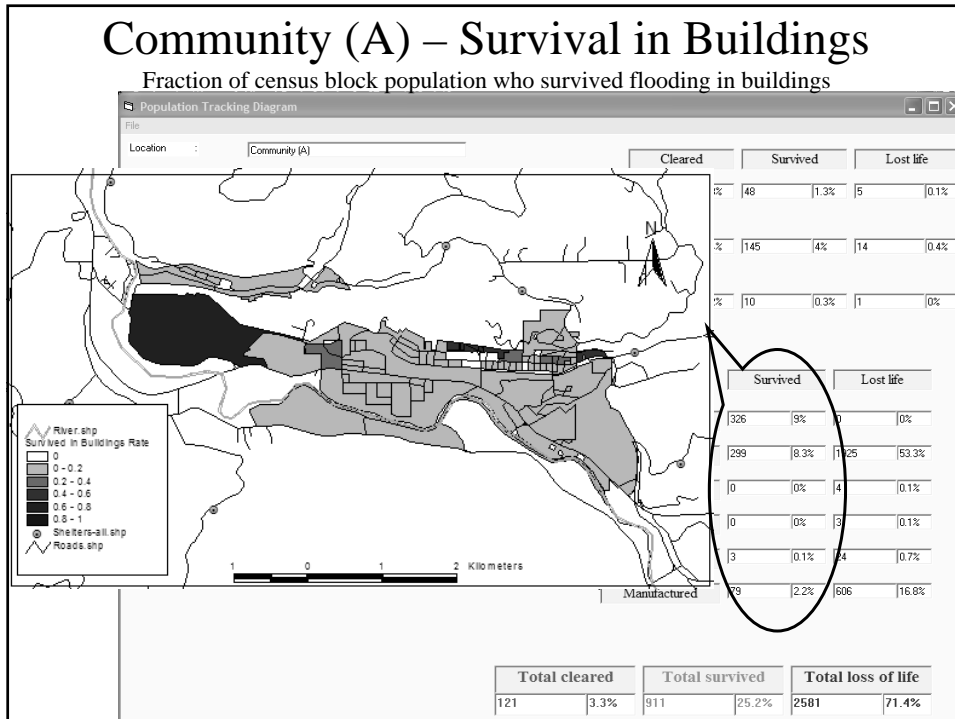 Community (A) – Survival in Buildings
Fraction of census block population who survived flooding in buildings
Population Tracking Diagram
File
Location : Community (A)
Cleared Survived Lost life
% 48 1.3% 5 0.1%
% 145 4% 14 0.4%
% 10 0.3% 1 0%
N
Survived Lost life
326 9% 0 0%
299 8.3% 1925 53.3%
0 0% 4 0.1%
0 0% 3 0.1%
3 0.1% 24 0.7%
Manufactured 79 2.2% 606 16.8%
River.shp
Survived In Buildings Rate
0
0 - 0.2
0.2 - 0.4
0.4 - 0.6
0.6 - 0.8
0.8 - 1
Shelters-all.shp
Roads.shp
1 0 1 2 Kilometers
Total cleared Total survived Total loss of life
121 3.3% 911 25.2% 2581 71.4%